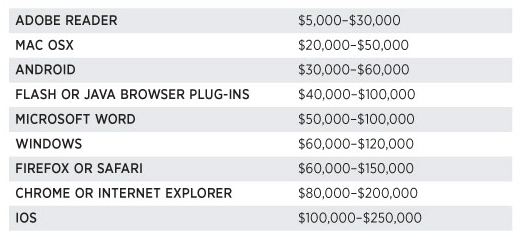 ADOBE READER $5,000–$30,000
MAC OSX $20,000–$50,000
ANDROID $30,000–$60,000
FLASH OR JAVA BROWSER PLUG-INS $40,000–$100,000
MICROSOFT WORD $50,000–$100,000
WINDOWS $60,000–$120,000
FIREFOX OR SAFARI $60,000–$150,000
CHROME OR INTERNET EXPLORER $80,000–$200,000
IOS $100,000–$250,000